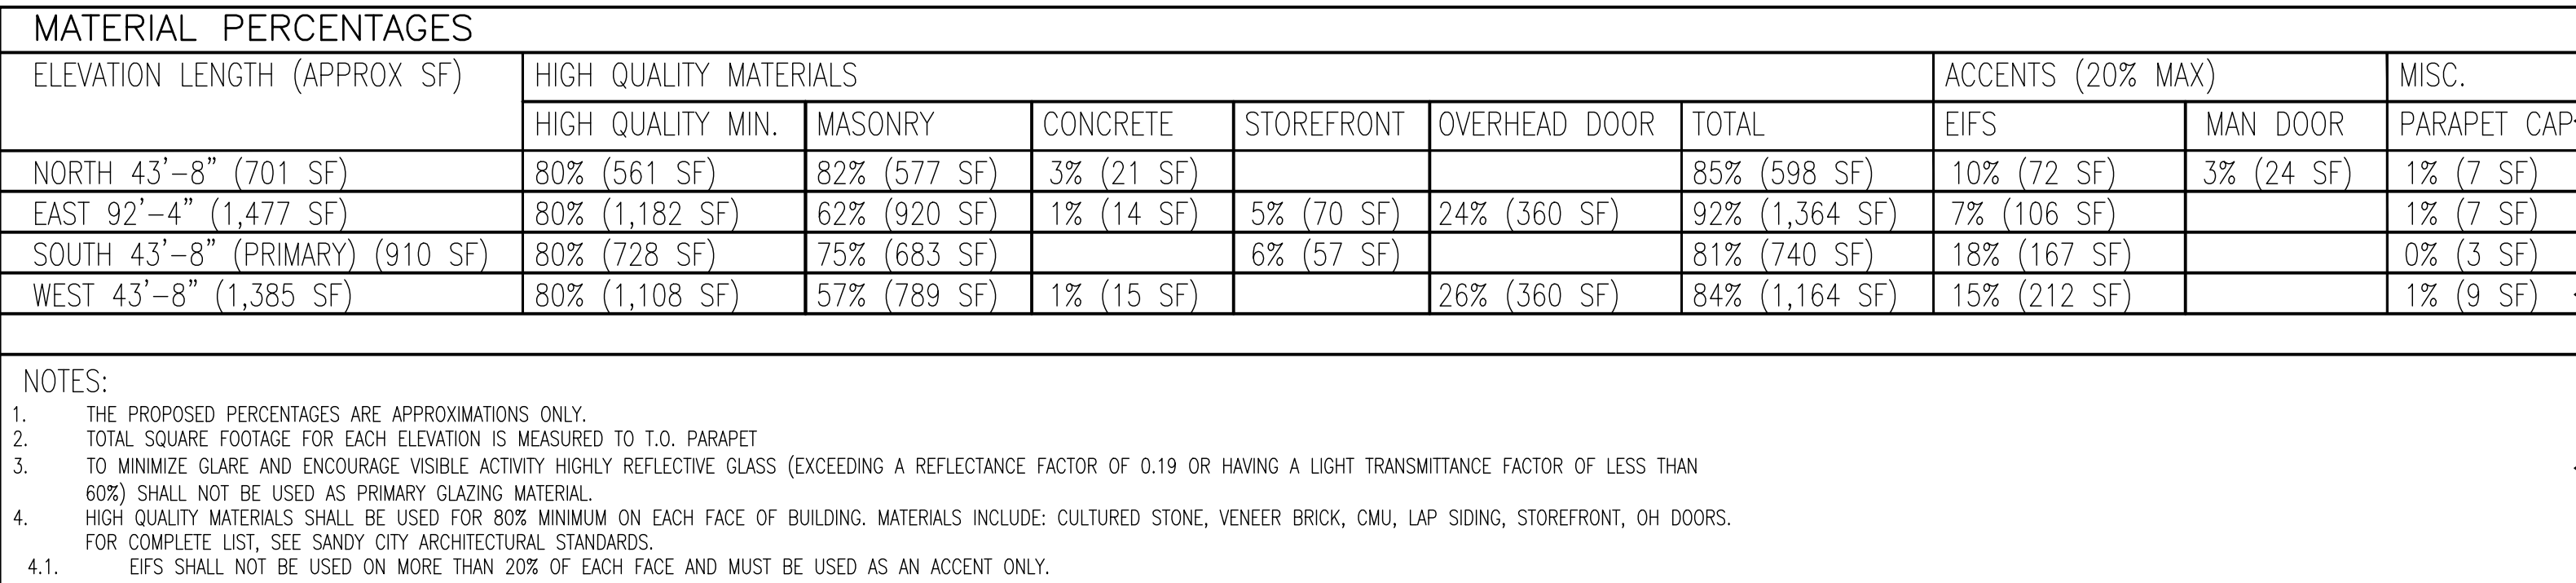 MATERIAL PERCENTAGES
ELEVATION LENGTH (APPROX SF) HIGH QUALITY MATERIALS ACCENTS (20% MAX) MISC.
HIGH QUALITY MIN. MASONRY CONCRETE STOREFRONT OVERHEAD DOOR TOTAL EIFS MAN DOOR PARAPET CAP
NORTH 43'-8" (701 SF) 80% (561 SF) 82% (577 SF) 3% (21 SF) 85% (598 SF) 10% (72 SF) 3% (24 SF) 1% (7 SF)
EAST 92'-4" (1,477 SF) 80% (1,182 SF) 62% (920 SF) 1% (14 SF) 5% (70 SF) 24% (360 SF) 92% (1,364 SF) 7% (106 SF) 1% (7 SF)
SOUTH 43'-8" (PRIMARY) (910 SF) 80% (728 SF) 75% (683 SF) 6% (57 SF) 81% (740 SF) 18% (167 SF) 0% (3 SF)
WEST 43'-8" (1,385 SF) 80% (1,108 SF) 57% (789 SF) 1% (15 SF) 26% (360 SF) 84% (1,164 SF) 15% (212 SF) 1% (9 SF)
NOTES:
1. THE PROPOSED PERCENTAGES ARE APPROXIMATIONS ONLY.
2. TOTAL SQUARE FOOTAGE FOR EACH ELEVATION IS MEASURED TO T.O. PARAPET
3. TO MINIMIZE GLARE AND ENCOURAGE VISIBLE ACTIVITY HIGHLY REFLECTIVE GLASS (EXCEEDING A REFLECTANCE FACTOR OF 0.19 OR HAVING A LIGHT TRANSMITTANCE FACTOR OF LESS THAN
60%) SHALL NOT BE USED AS PRIMARY GLAZING MATERIAL.
4. HIGH QUALITY MATERIALS SHALL BE USED FOR 80% MINIMUM ON EACH FACE OF BUILDING. MATERIALS INCLUDE: CULTURED STONE, VENEER BRICK, CMU, LAP SIDING, STOREFRONT, OH DOORS.
FOR COMPLETE LIST, SEE SANDY CITY ARCHITECTURAL STANDARDS.
4.1. EIFS SHALL NOT BE USED ON MORE THAN 20% OF EACH FACE AND MUST BE USED AS AN ACCENT ONLY.